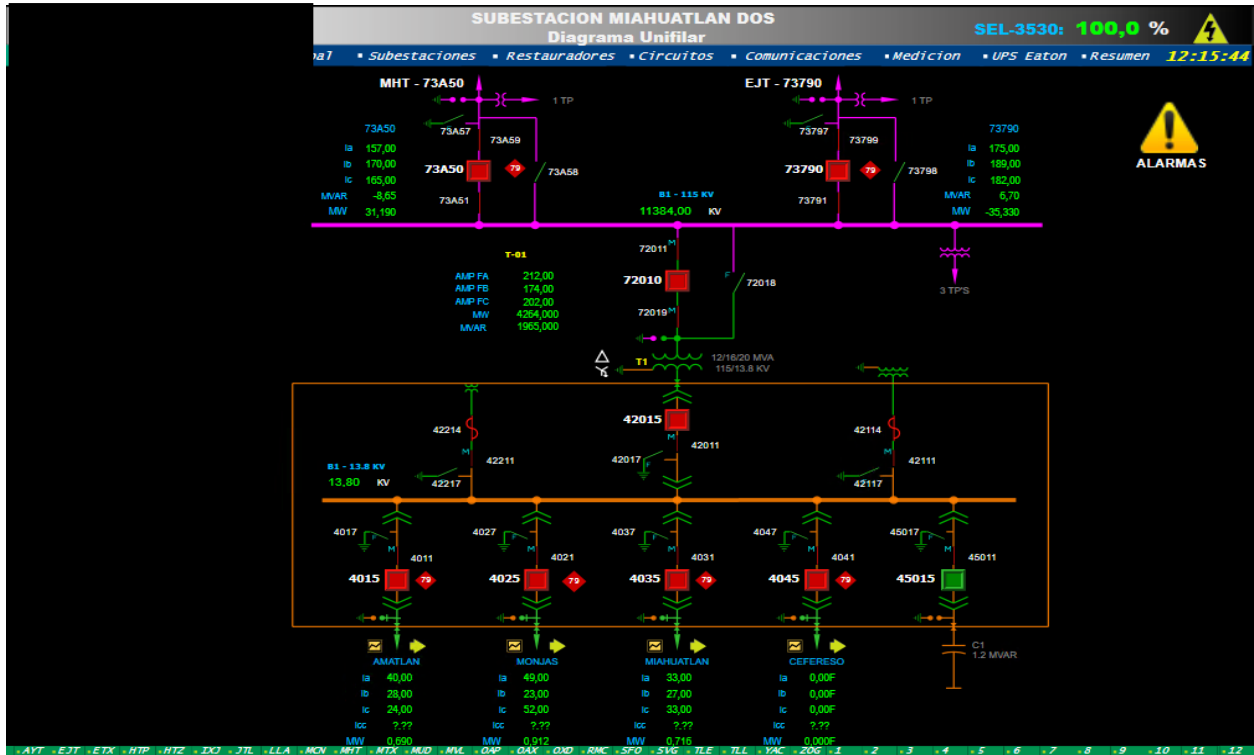 SUBESTACION MIAHUATLAN DOS
Diagrama Unifilar
SEL-3530: 100,0 %
Subestaciones Restauradores Circuitos Comunicaciones Medicion UPS Eaton Resumen 12:15:44
MHT - 73A50
EJT - 73790
1 TP
1 TP
73A57
73A59
73A50
79
73A58
73A51
73A50
Ia 157,00
Ib 170,00
Ic 165,00
MVAR -8,65
MW 31,190
73797
73799
73790
79
73798
73791
73790
Ia 175,00
Ib 189,00
Ic 182,00
MVAR 6,70
MW -35,330
ALARMAS
B1 - 115 KV
11384,00 KV
T-01
AMP FA 212,00
AMP FB 174,00
AMP FC 202,00
MW 4264,000
MVAR 1965,000
72011 M
72010
F 72018
72019 M
3 TP'S
T1
12/16/20 MVA
115/13.8 KV
42214
M
42211
42217
42015
M
42011
42017 F
42114
M
42111
42117
B1 - 13.8 KV
13,80 KV
4017 F
M
4011
4015 79
4027 F
M
4021
4025 79
4037 F
M
4031
4035 79
4047 F
M
4041
4045 79
45017 F
M
45011
45015
C1
1.2 MVAR
AMATLAN
Ia 40,00
Ib 28,00
Ic 24,00
Icc ?.??
MW 0,690
MONJAS
Ia 49,00
Ib 23,00
Ic 52,00
Icc ?.??
MW 0,912
MIAHUATLAN
Ia 33,00
Ib 27,00
Ic 33,00
Icc ?.??
MW 0,716
CEFERESO
Ia 0,00F
Ib 0,00F
Ic 0,00F
Icc ?.??
MW 0,000F
AYT EJT ETX HTP HTZ IXJ JTL LLA MCN MHT MTX MUD MVL OAP OAX OXD RMC SFO SVG TLE TLL YAC ZOG 1 2 3 4 5 6 7 8 9 10 11 12